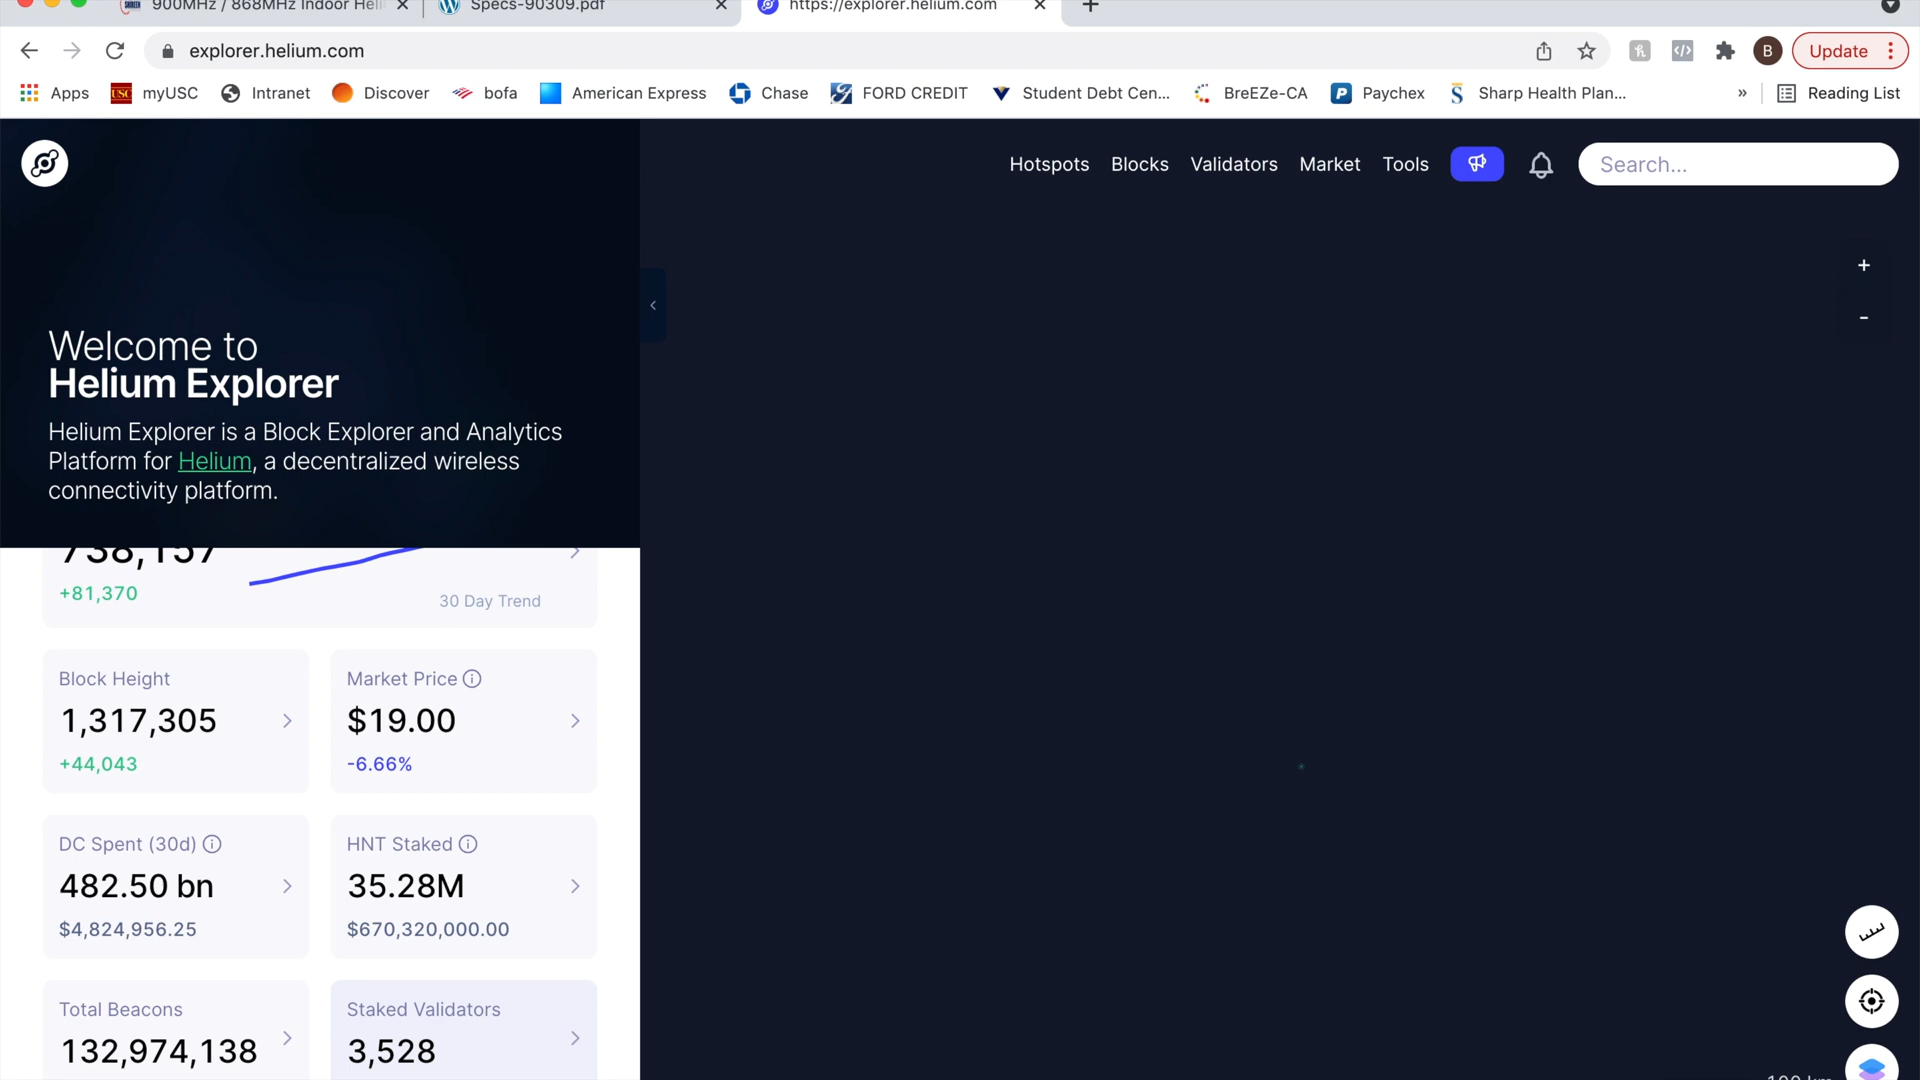 900MHz / 868MHz Indoor Heli
Specs-90309.pdf
https://explorer.helium.com
explorer.helium.com
B
Update
Apps
USC
myUSC
Intranet
Discover
bofa
American Express
Chase
FORD CREDIT
Student Debt Cen...
BreEZe-CA
Paychex
Sharp Health Plan...
»
Reading List
Hotspots
Blocks
Validators
Market
Tools
Search...
+
-
Welcome to
Helium Explorer
Helium Explorer is a Block Explorer and Analytics
Platform for Helium, a decentralized wireless
connectivity platform.
738,157
+81,370
30 Day Trend
Block Height
1,317,305
+44,043
Market Price
$19.00
-6.66%
DC Spent (30d)
482.50 bn
$4,824,956.25
HNT Staked
35.28M
$670,320,000.00
Total Beacons
132,974,138
Staked Validators
3,528